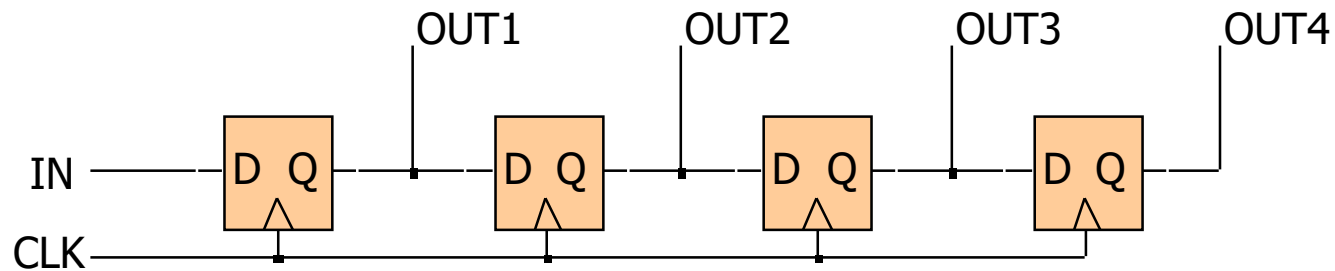 OUT1 OUT2 OUT3 OUT4
IN D Q D Q D Q D Q
CLK